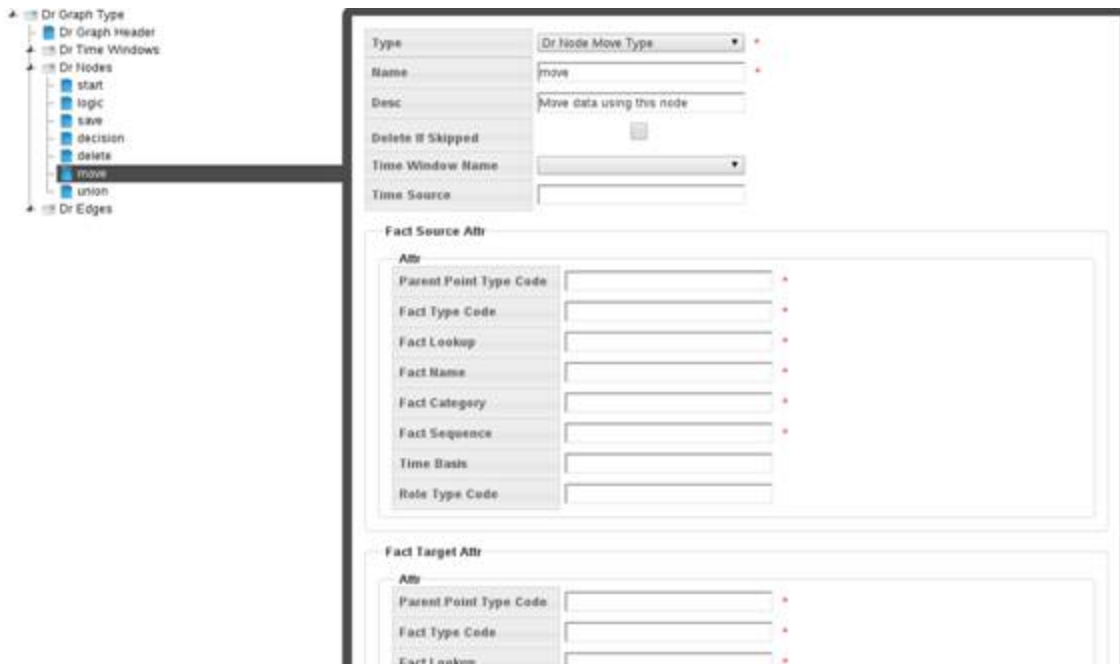 Dr Graph Type
Dr Graph Header
Dr Time Windows
Dr Nodes
start
logic
save
decision
delete
move
union
Dr Edges
Type Dr Node Move Type *
Name move *
Desc Move data using this node
Delete If Skipped
Time Window Name
Time Source
Fact Source Attr
Attr
Parent Point Type Code *
Fact Type Code *
Fact Lookup *
Fact Name *
Fact Category *
Fact Sequence *
Time Basis
Role Type Code
Fact Target Attr
Attr
Parent Point Type Code *
Fact Type Code *
Fact Lookup *